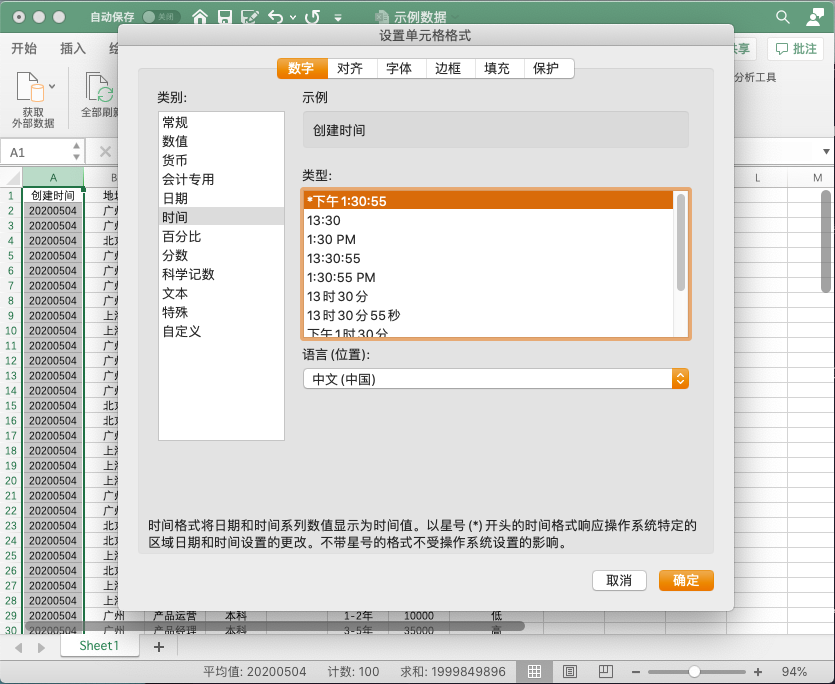 自动保存 关闭 示例数据
设置单元格格式
开始 插入
共享 批注
数字 对齐 字体 边框 填充 保护
获取
外部数据
全部刷新
分析工具
类别:
常规
数值
货币
会计专用
日期
时间
百分比
分数
科学记数
文本
特殊
自定义
示例
创建时间
类型:
*下午1:30:55
13:30
1:30 PM
13:30:55
1:30:55 PM
13时30分
13时30分55秒
下午1时30分
语言(位置):
中文(中国)
时间格式将日期和时间系列数值显示为时间值。以星号(*)开头的时间格式响应操作系统特定的
区域日期和时间设置的更改。不带星号的格式不受操作系统设置的影响。
取消 确定
A1
A B L M
1 创建时间
2 20200504 广州
3 20200504 广州
4 20200504 北京
5 20200504 广州
6 20200504 广州
7 20200504 广州
8 20200504 广州
9 20200504 上海
10 20200504 上海
11 20200504 广州
12 20200504 广州
13 20200504 广州
14 20200504 广州
15 20200504 北京
16 20200504 北京
17 20200504 广州
18 20200504 上海
19 20200504 上海
20 20200504 上海
21 20200504 广州
22 20200504 广州
23 20200504 北京
24 20200504 北京
25 20200504 上海
26 20200504 北京
27 20200504 上海
28 20200504 上海
29 20200504 广州 产品运营 本科 1-2年 10000 低
30 20200504 广州 产品经理 本科 3-5年 35000 高
Sheet1
平均值: 20200504 计数: 100 求和: 1999849896 94%